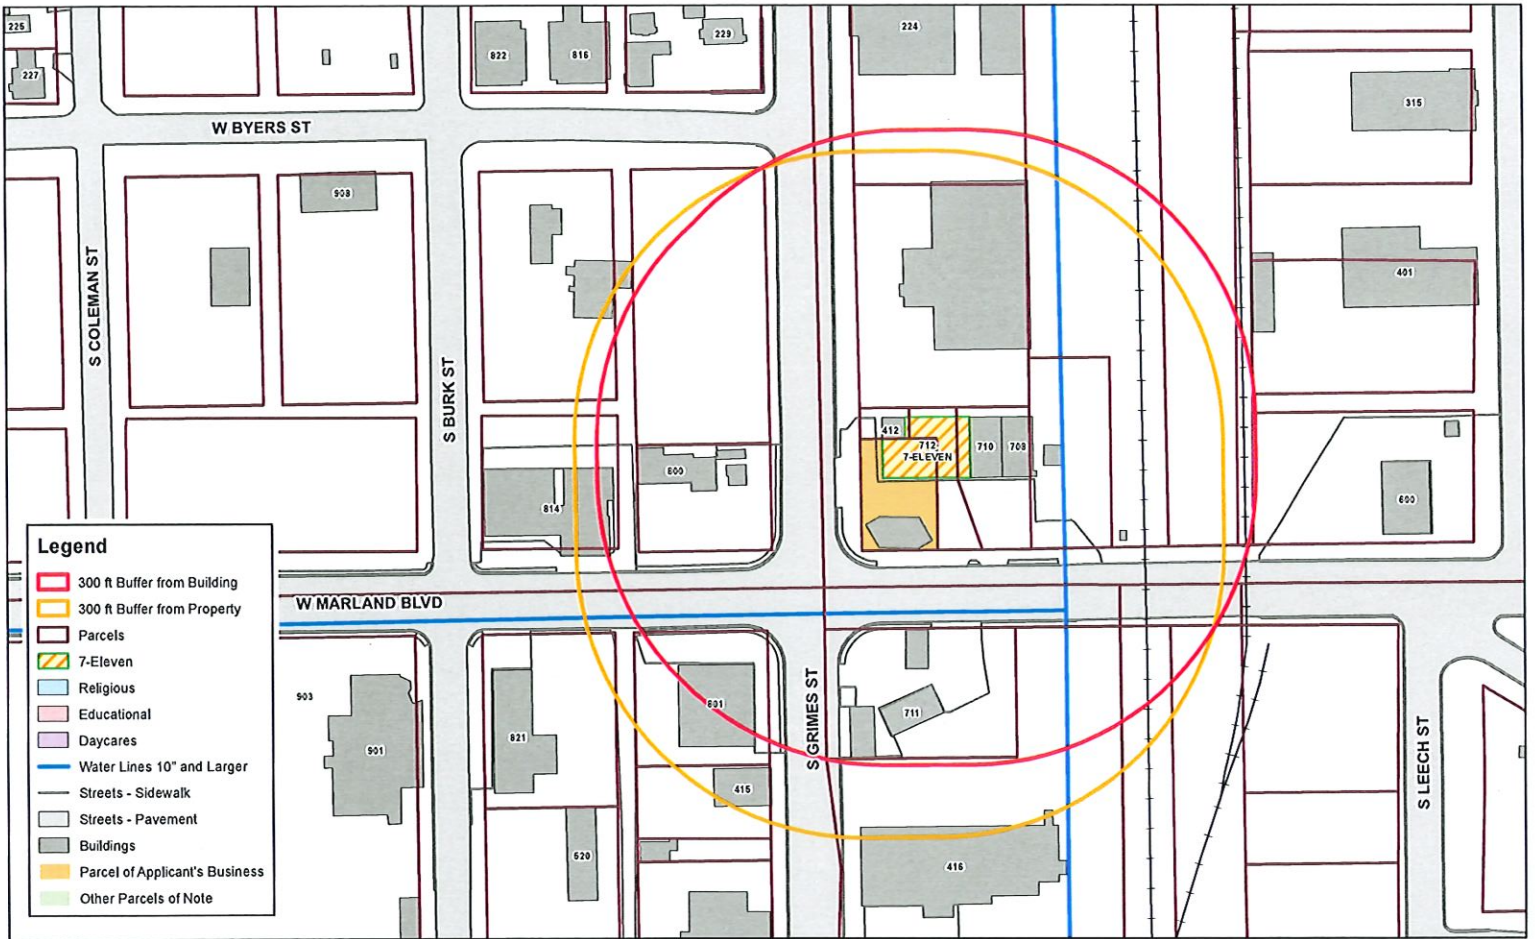 225
822
816
229
224
227
315
W BYERS ST
903
S COLEMAN ST
401
S BURK ST
412
712
710
708
7-ELEVEN
800
814
600
W MARLAND BLVD
Legend
300 ft Buffer from Building
300 ft Buffer from Property
Parcels
7-Eleven
Religious
Educational
Daycares
Water Lines 10" and Larger
Streets - Sidewalk
Streets - Pavement
Buildings
Parcel of Applicant's Business
Other Parcels of Note
903
901
821
801
S GRIMES ST
711
415
520
416
S LEECH ST